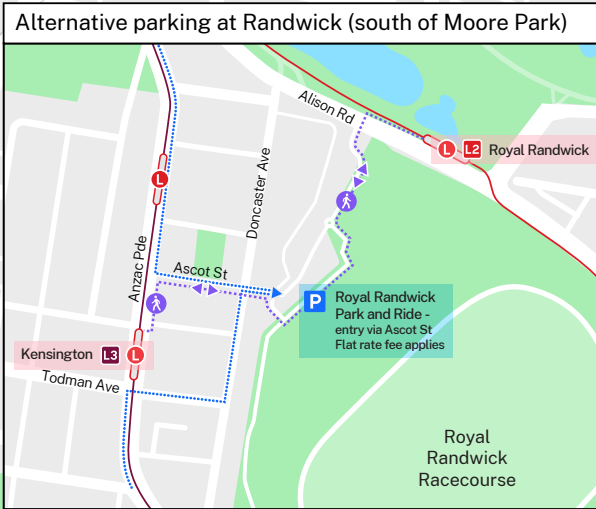 Alternative parking at Randwick (south of Moore Park)
Alison Rd
L L2 Royal Randwick
L
Doncaster Ave
Anzac Pde
Ascot St
P
Royal Randwick
Park and Ride -
entry via Ascot St
Flat rate fee applies
Kensington L3 L
Todman Ave
Royal
Randwick
Racecourse